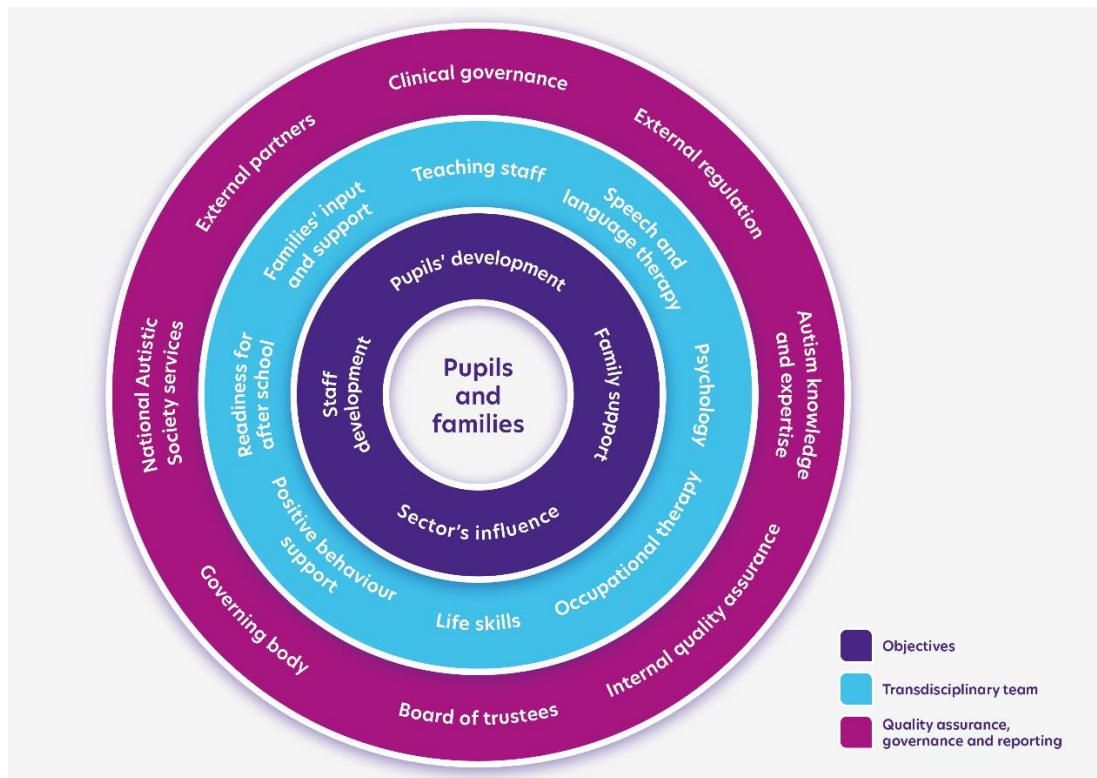 Clinical governance
External regulation
Autism knowledge
and expertise
Internal quality assurance
Board of trustees
Governing body
National Autistic
Society services
External partners
Teaching staff
Speech and
language therapy
Psychology
Occupational therapy
Life skills
Positive behaviour
support
Readiness for
after school
Families' input
and support
Pupils' development
Family support
Sector's influence
Staff
development
Pupils
and
families
Objectives
Transdisciplinary team
Quality assurance,
governance and reporting